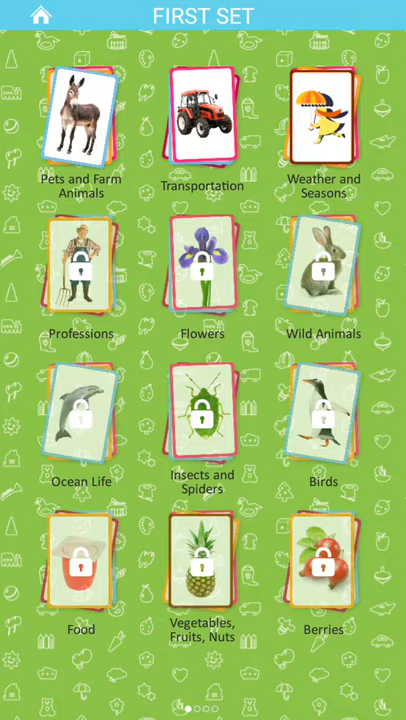 FIRST SET
Pets and Farm
Animals
Transportation
Weather and
Seasons
Professions
Flowers
Wild Animals
Ocean Life
Insects and
Spiders
Birds
Food
Vegetables,
Fruits, Nuts
Berries